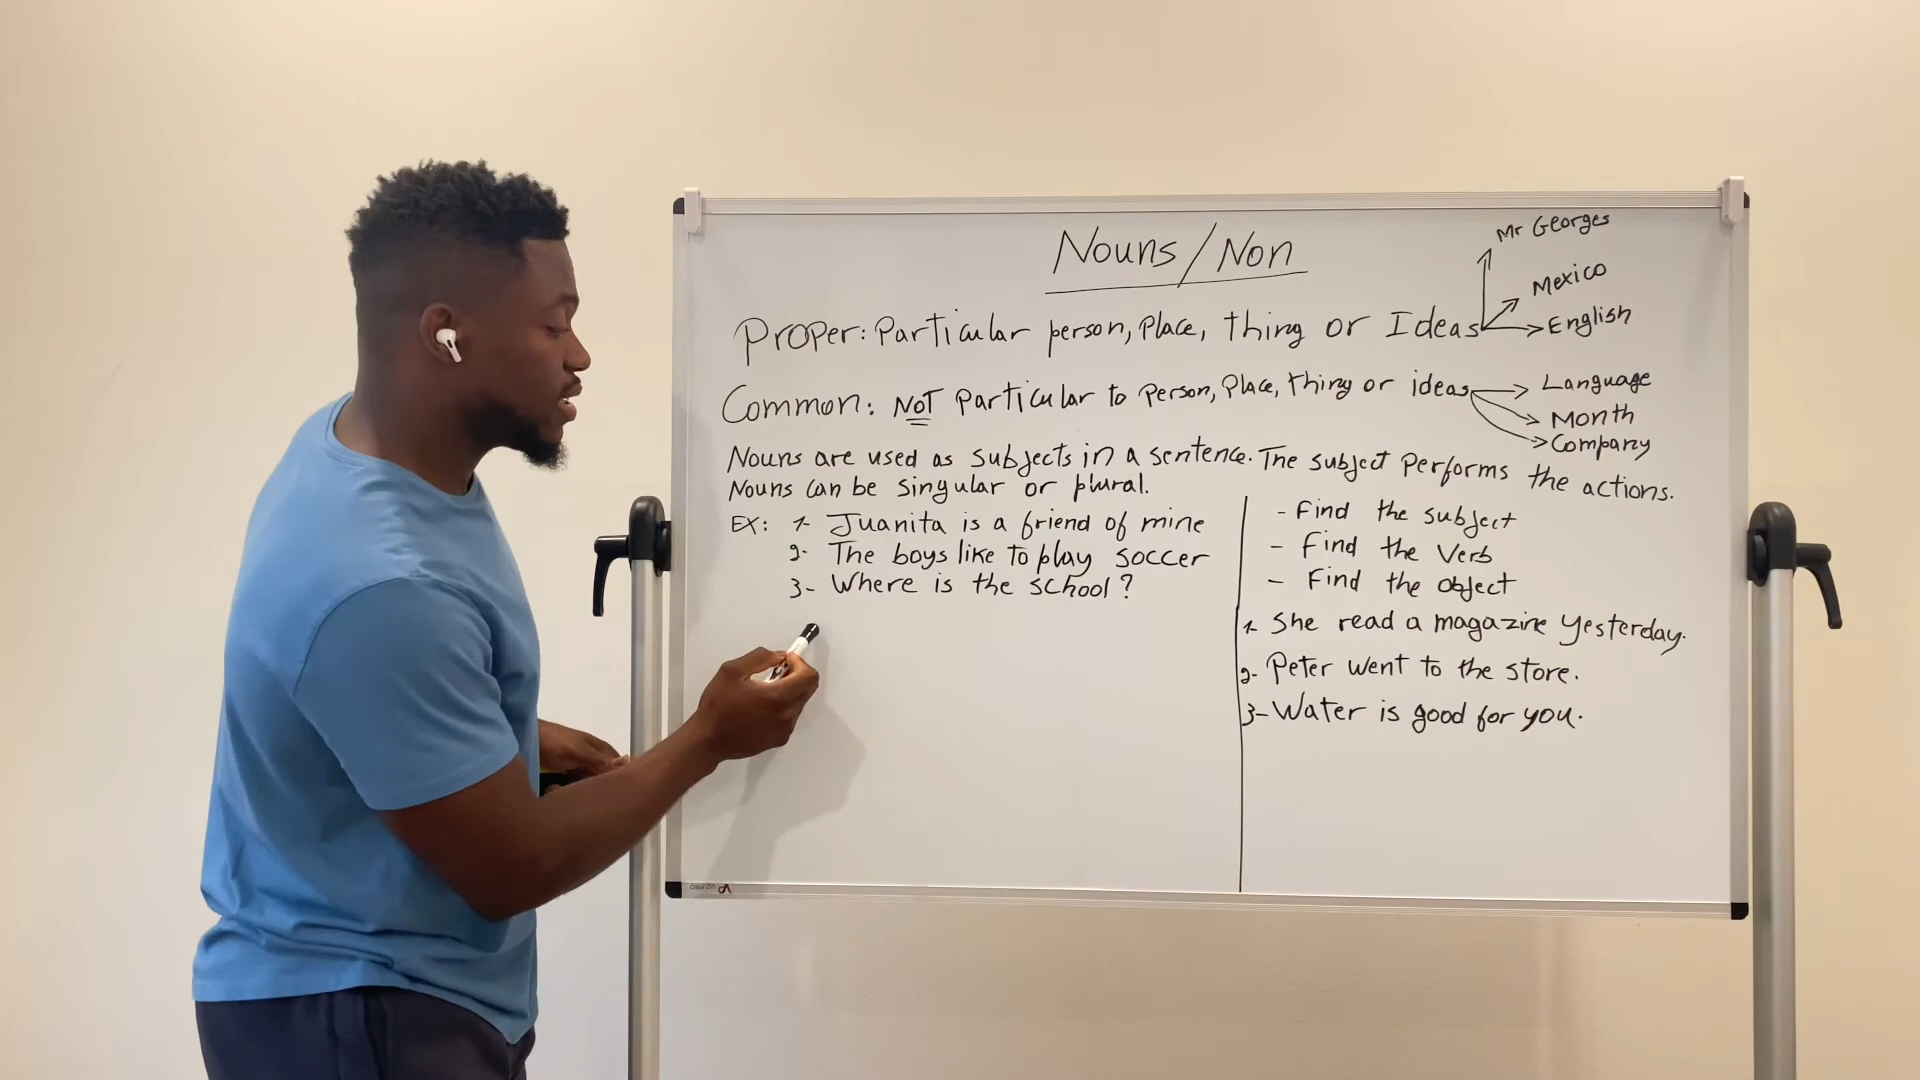 Nouns / Non
Mr Georges
Mexico
Proper: Particular person, Place, thing or Ideas
English
Common: NOT Particular to Person, Place, thing or ideas
Language
Month
Company
Nouns are used as subjects in a sentence. The subject Performs the actions.
Nouns can be singular or plural.
EX: 1- Juanita is a friend of mine
2- The boys like to play soccer
3- Where is the school?
- Find the subject
- Find the Verb
- Find the object
1- She read a magazine yesterday.
2- Peter went to the store.
3- Water is good for you.